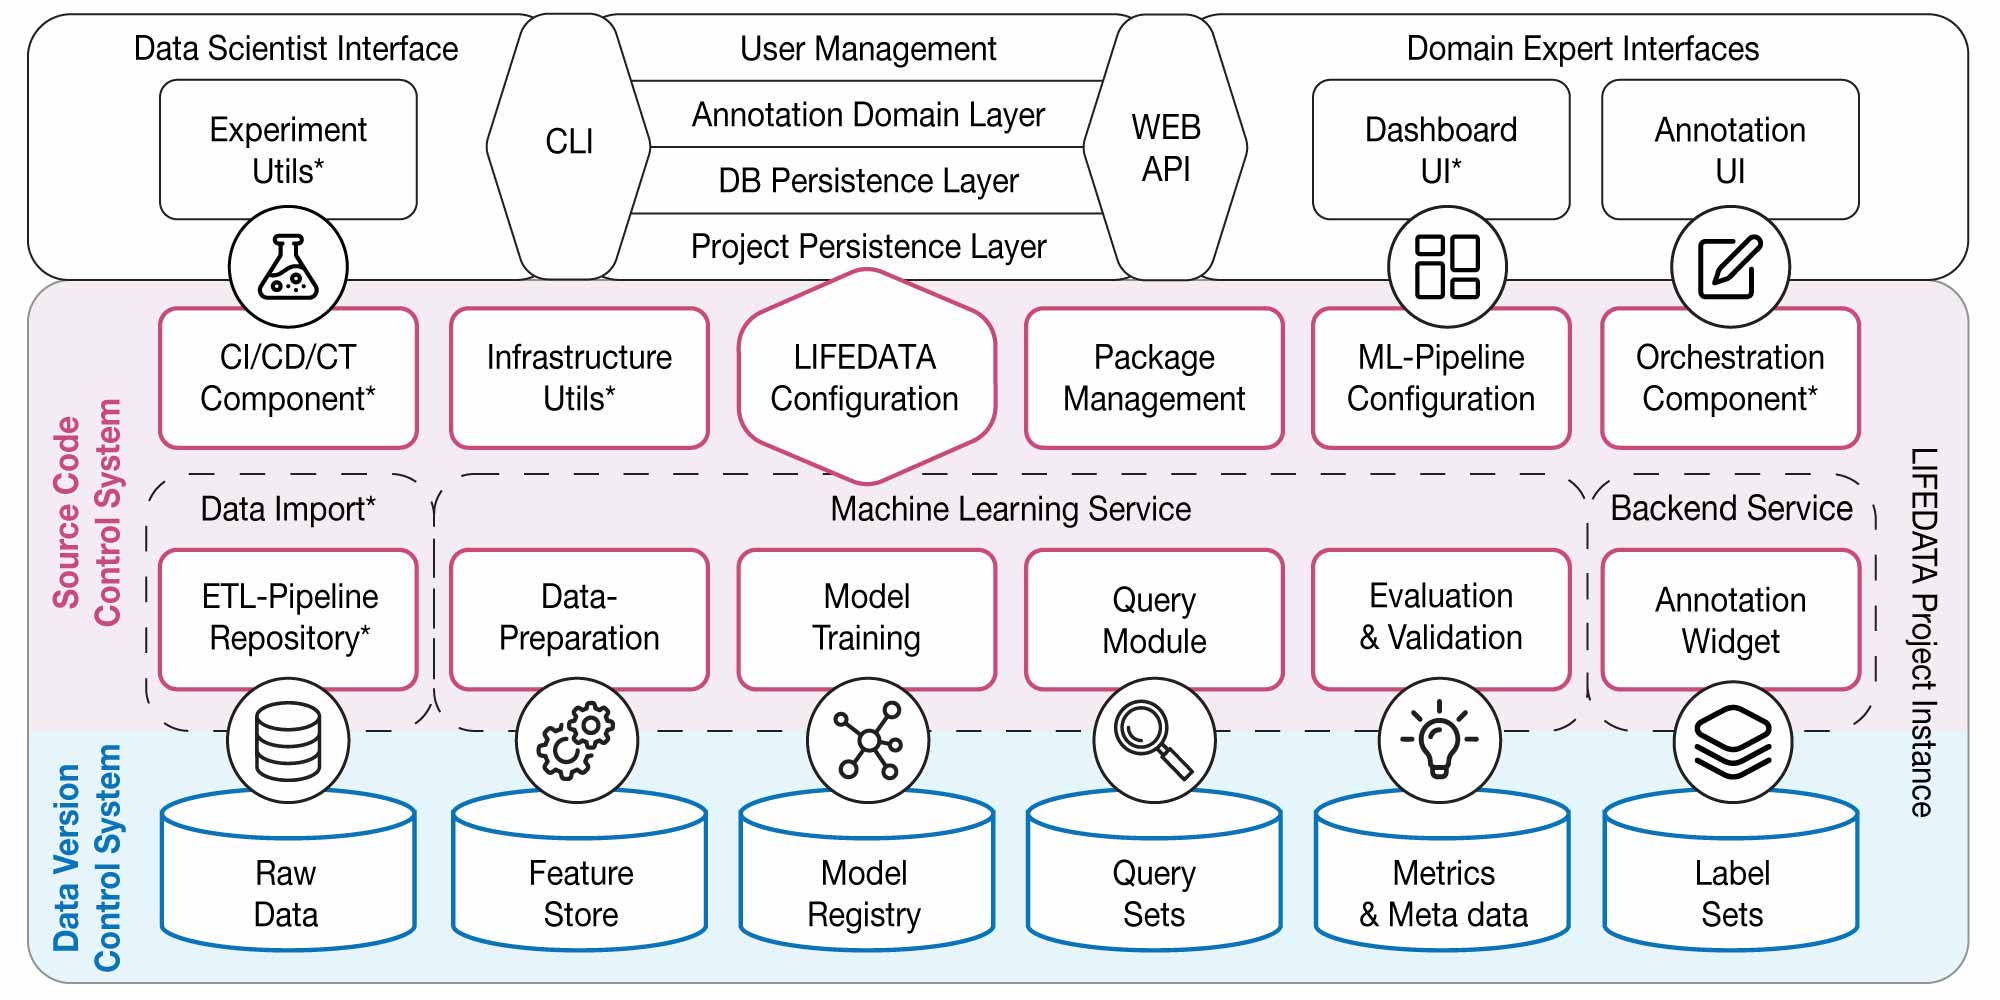 Data Scientist Interface
Experiment
Utils*
CLI
User Management
Annotation Domain Layer
DB Persistence Layer
Project Persistence Layer
WEB
API
Domain Expert Interfaces
Dashboard
UI*
Annotation
UI
Source Code
Control System
CI/CD/CT
Component*
Infrastructure
Utils*
LIFEDATA
Configuration
Package
Management
ML-Pipeline
Configuration
Orchestration
Component*
Data Import*
ETL-Pipeline
Repository*
Machine Learning Service
Data-
Preparation
Model
Training
Query
Module
Evaluation
& Validation
Backend Service
Annotation
Widget
LIFEDATA Project Instance
Data Version
Control System
Raw
Data
Feature
Store
Model
Registry
Query
Sets
Metrics
& Meta data
Label
Sets